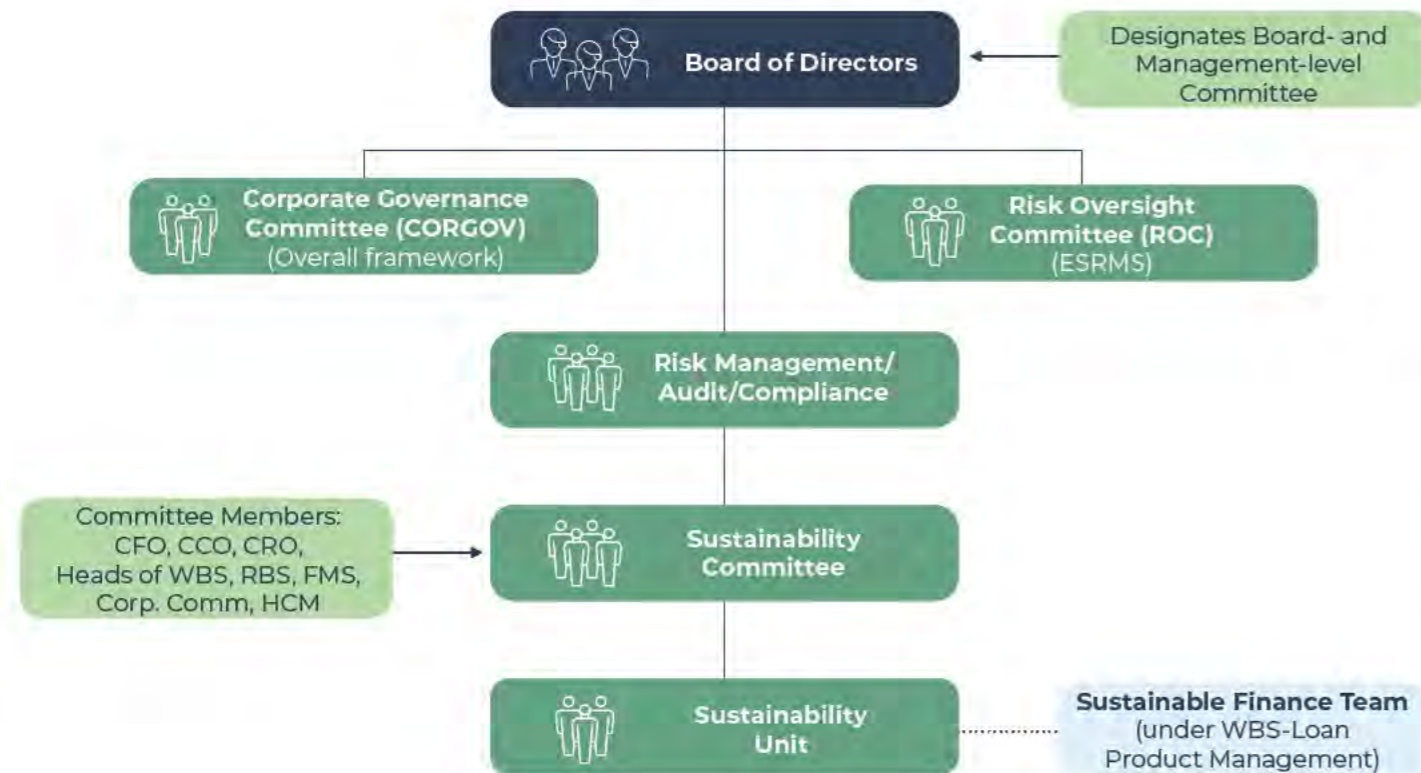 Board of Directors
Designates Board- and
Management-level
Committee
Corporate Governance
Committee (CORGOV)
(Overall framework)
Risk Oversight
Committee (ROC)
(ESRMS)
Risk Management/
Audit/Compliance
Committee Members:
CFO, CCO, CRO,
Heads of WBS, RBS, FMS,
Corp. Comm, HCM
Sustainability
Committee
Sustainability
Unit
Sustainable Finance Team
(under WBS-Loan
Product Management)